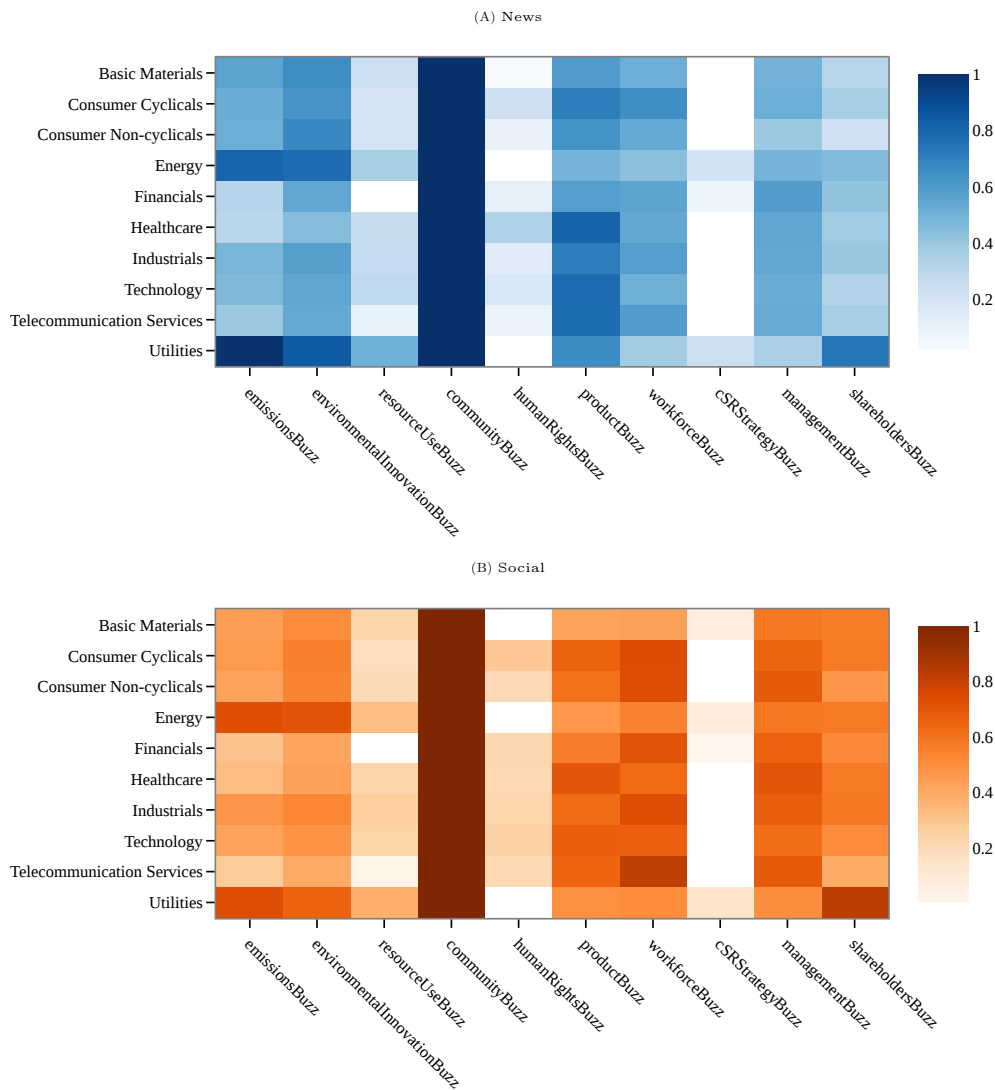 (A) News
Basic Materials
Consumer Cyclicals
Consumer Non-cyclicals
Energy
Financials
Healthcare
Industrials
Technology
Telecommunication Services
Utilities
1
0.8
0.6
0.4
0.2
emissionsBuzz
environmentalInnovationBuzz
resourceUseBuzz
communityBuzz
humanRightsBuzz
productBuzz
workforceBuzz
cSRStrategyBuzz
managementBuzz
shareholdersBuzz
(B) Social
Basic Materials
Consumer Cyclicals
Consumer Non-cyclicals
Energy
Financials
Healthcare
Industrials
Technology
Telecommunication Services
Utilities
1
0.8
0.6
0.4
0.2
emissionsBuzz
environmentalInnovationBuzz
resourceUseBuzz
communityBuzz
humanRightsBuzz
productBuzz
workforceBuzz
cSRStrategyBuzz
managementBuzz
shareholdersBuzz